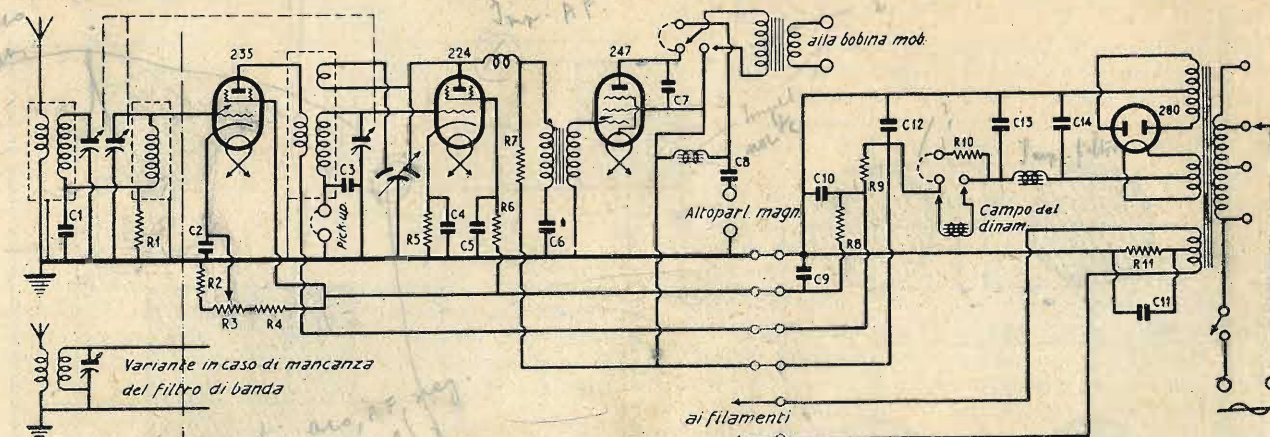 Imp. A.F.
235
224
247
280
alla bobina mob.
C1
R1
C2
R2
R3
R4
C3
Pick-up.
R5
C4
C5
R6
R7
C6
C7
C8
Altoparl. magn.
C9
C10
R8
R9
C12
R10
C13
C14
Campo del
dinam.
R11
C11
Variante in caso di mancanza
del filtro di banda
ai filamenti